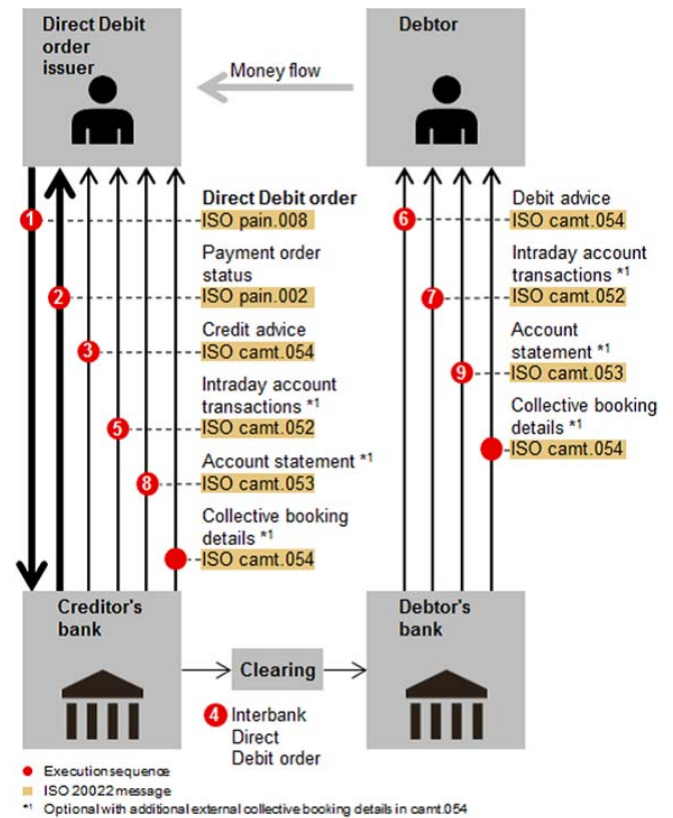 Direct Debit
order
issuer
Debtor
Money flow
1
Direct Debit order
ISO pain.008
2
Payment order
status
ISO pain.002
3
Credit advice
ISO camt.054
5
Intraday account
transactions *1
ISO camt.052
8
Account statement *1
ISO camt.053
Collective booking
details *1
ISO camt.054
6
Debit advice
ISO camt.054
7
Intraday account
transactions *1
ISO camt.052
9
Account
statement *1
ISO camt.053
Collective booking
details *1
ISO camt.054
Creditor's
bank
Clearing
4 Interbank
Direct
Debit order
Debtor's
bank
Execution sequence
ISO 20022 message
*1 Optional with additional external collective booking details in camt.054